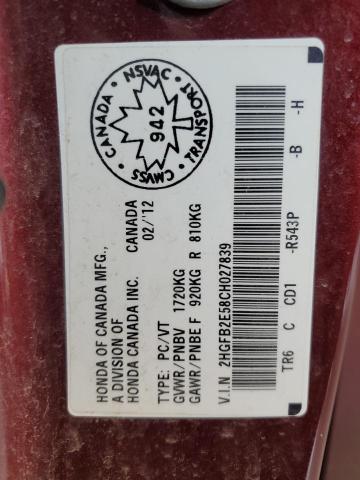 HONDA OF CANADA MFG.,
A DIVISION OF
HONDA CANADA INC. CANADA
02/'12
TYPE: PC/VT
GVWR/PNBV 1720KG
GAWR/PNBE F 920KG R 810KG
V.I.N. 2HGFB2E58CH027839
TR6 C CD1 -R543P -B -H
CANADA · NSVAC · TRANSPORT · CMVSS
942